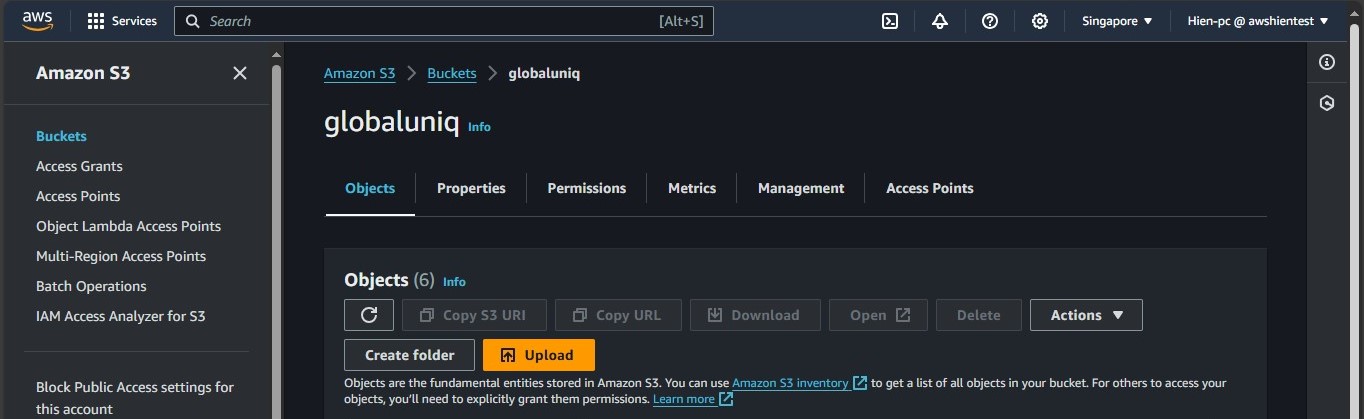 aws Services Search [Alt+S] Singapore Hien-pc @ awshientest
Amazon S3
Buckets
Access Grants
Access Points
Object Lambda Access Points
Multi-Region Access Points
Batch Operations
IAM Access Analyzer for S3
Block Public Access settings for
this account
Amazon S3 > Buckets > globaluniq
globaluniq Info
Objects Properties Permissions Metrics Management Access Points
Objects (6) Info
Copy S3 URI Copy URL Download Open Delete Actions
Create folder Upload
Objects are the fundamental entities stored in Amazon S3. You can use Amazon S3 inventory to get a list of all objects in your bucket. For others to access your
objects, you'll need to explicitly grant them permissions. Learn more